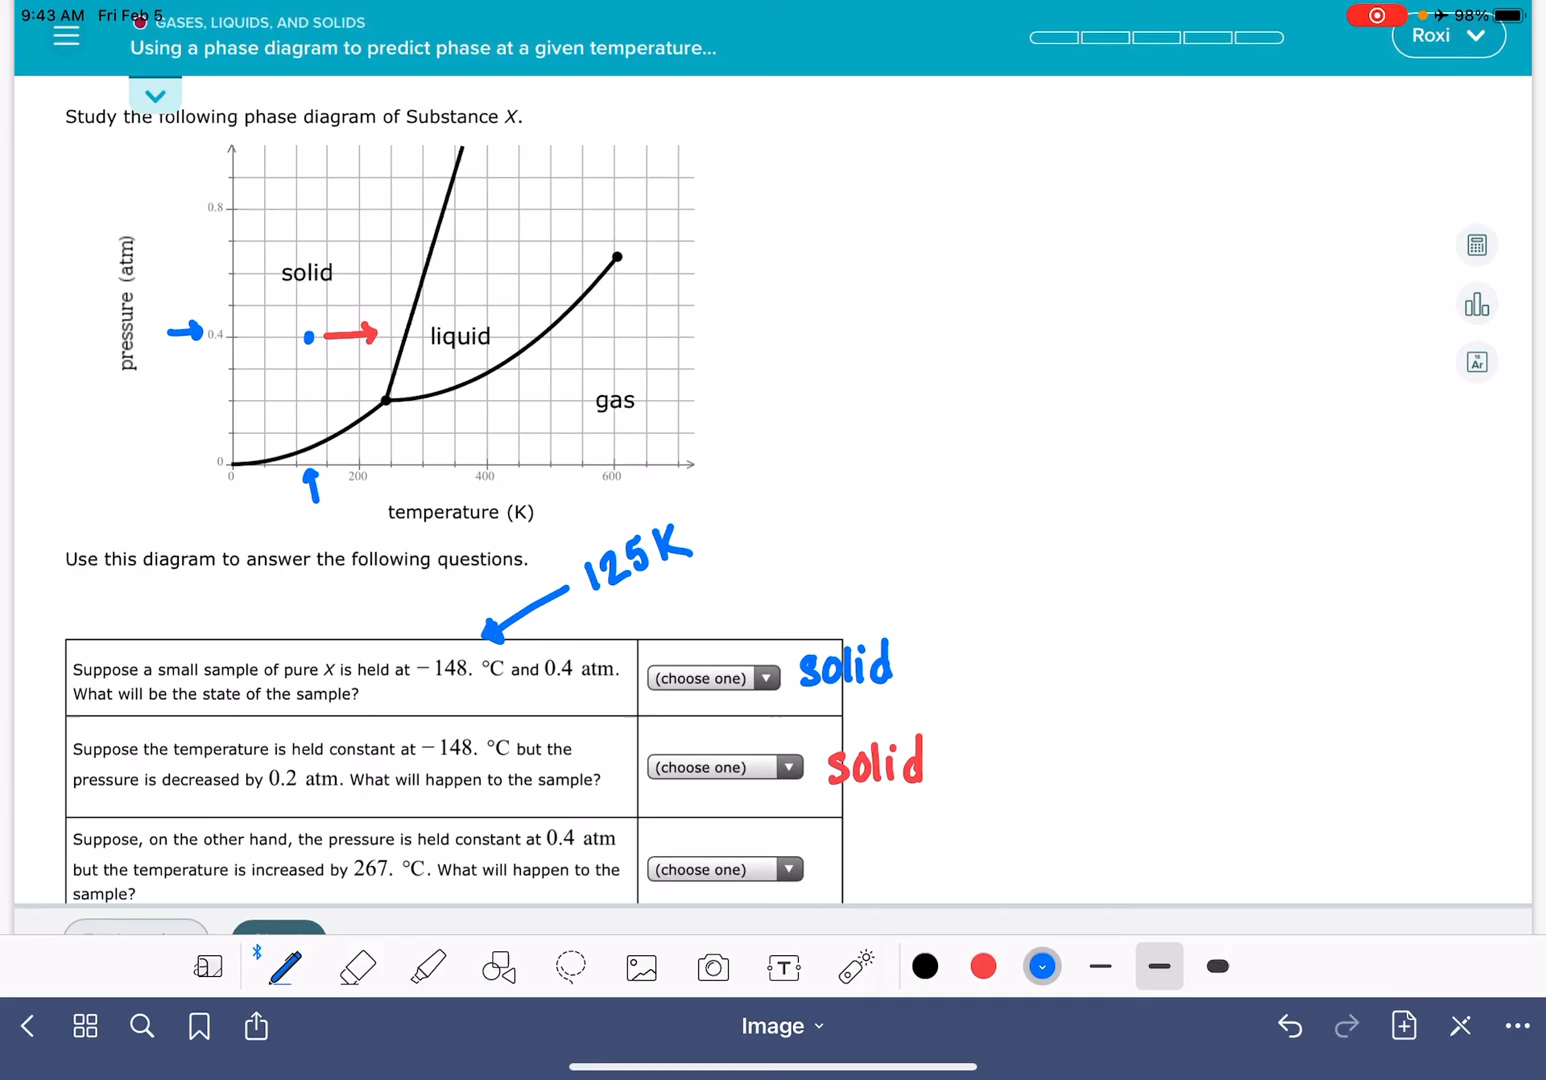 9:43 AM Fri Feb 5
98%
GASES, LIQUIDS, AND SOLIDS
Using a phase diagram to predict phase at a given temperature...
Roxi
Study the following phase diagram of Substance X.
0.8
solid
pressure (atm)
0.4
liquid
gas
0
0 200 400 600
temperature (K)
125K
Use this diagram to answer the following questions.
Suppose a small sample of pure X is held at −148. °C and 0.4 atm.
What will be the state of the sample?
(choose one)
solid
Suppose the temperature is held constant at −148. °C but the
pressure is decreased by 0.2 atm. What will happen to the sample?
(choose one)
solid
Suppose, on the other hand, the pressure is held constant at 0.4 atm
but the temperature is increased by 267. °C. What will happen to the
sample?
(choose one)
18
Ar
a
T
Image